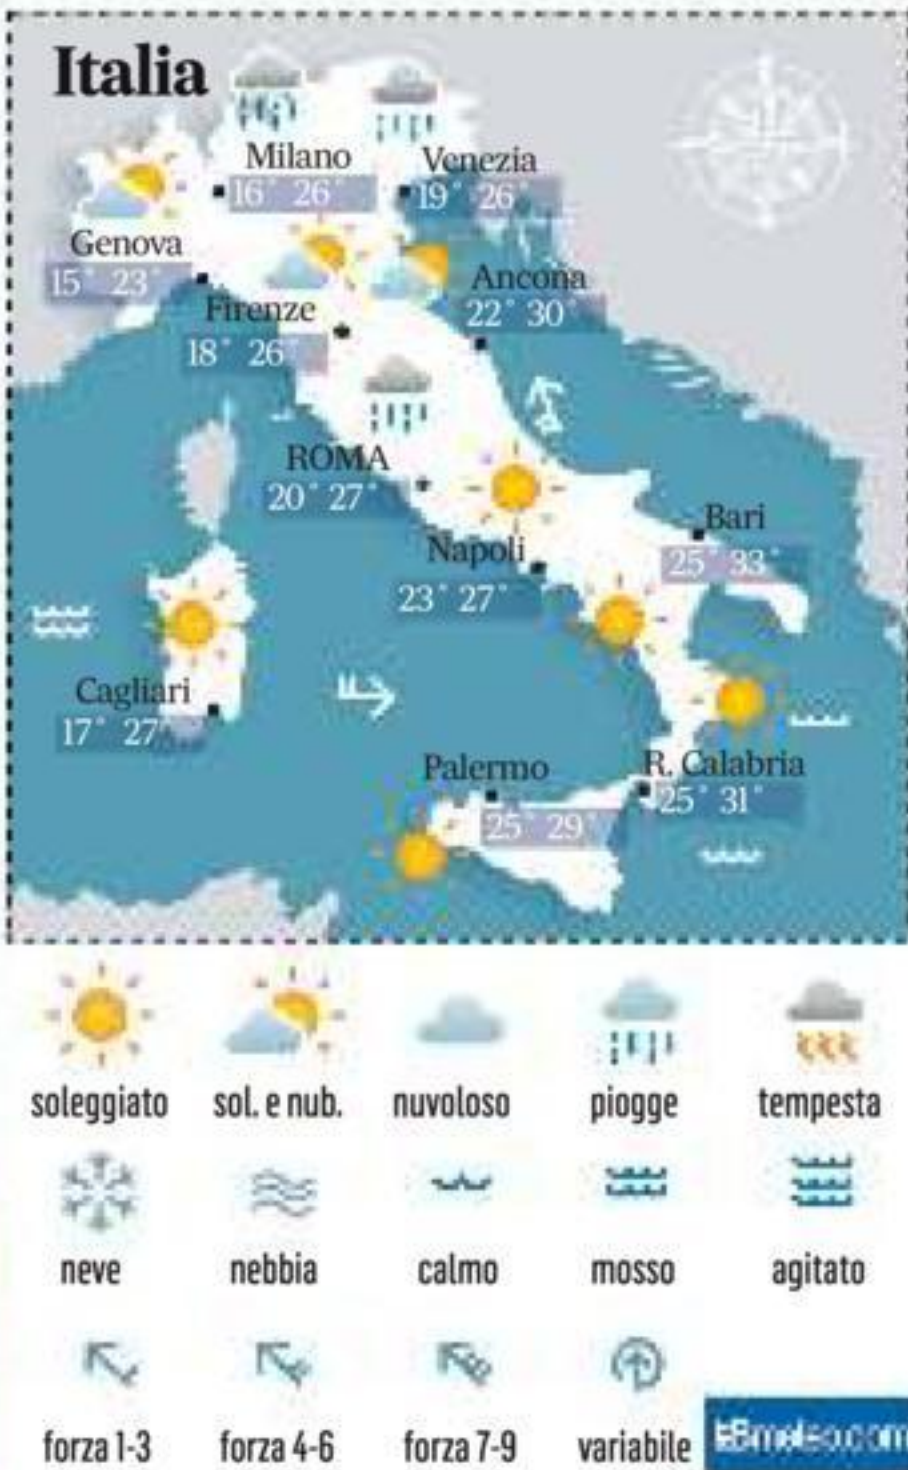 Italia
Milano
16° 26°
Venezia
19° 26°
Genova
15° 23°
Ancona
22° 30°
Firenze
18° 26°
ROMA
20° 27°
Bari
25° 33°
Napoli
23° 27°
Cagliari
17° 27°
Palermo
25° 29°
R. Calabria
25° 31°
soleggiato sol. e nub. nuvoloso piogge tempesta
neve nebbia calmo mosso agitato
forza 1-3 forza 4-6 forza 7-9 variabile
3Bmeteo.com